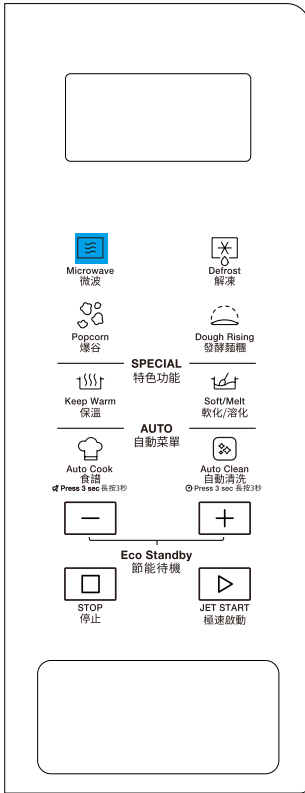 Microwave
微波
Defrost
解凍
Popcorn
爆谷
Dough Rising
發酵麵糰
SPECIAL
特色功能
Keep Warm
保溫
Soft/Melt
軟化/溶化
AUTO
自動菜單
Auto Cook
食譜
Press 3 sec 長按3秒
Auto Clean
自動清洗
Press 3 sec 長按3秒
Eco Standby
節能待機
STOP
停止
JET START
極速啟動